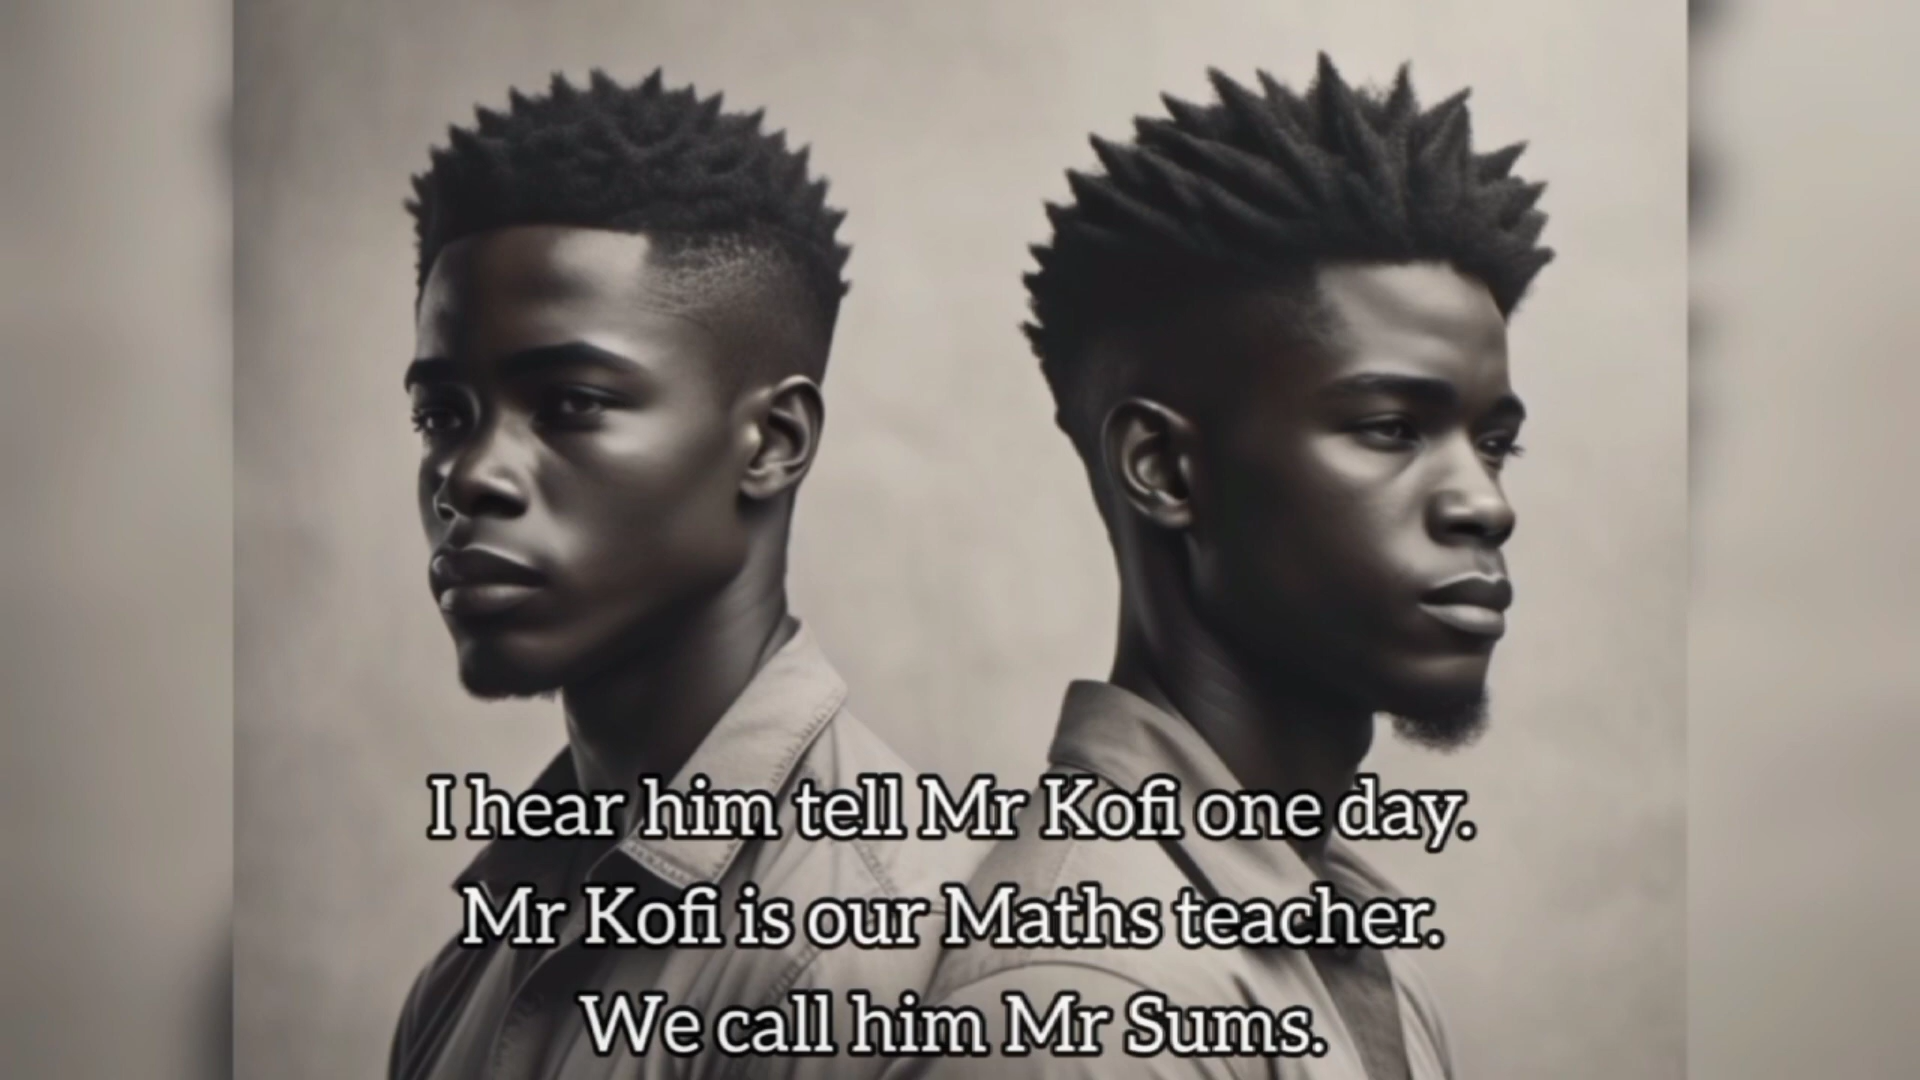 I hear him tell Mr Kofi one day.
Mr Kofi is our Maths teacher.
We call him Mr Sums.